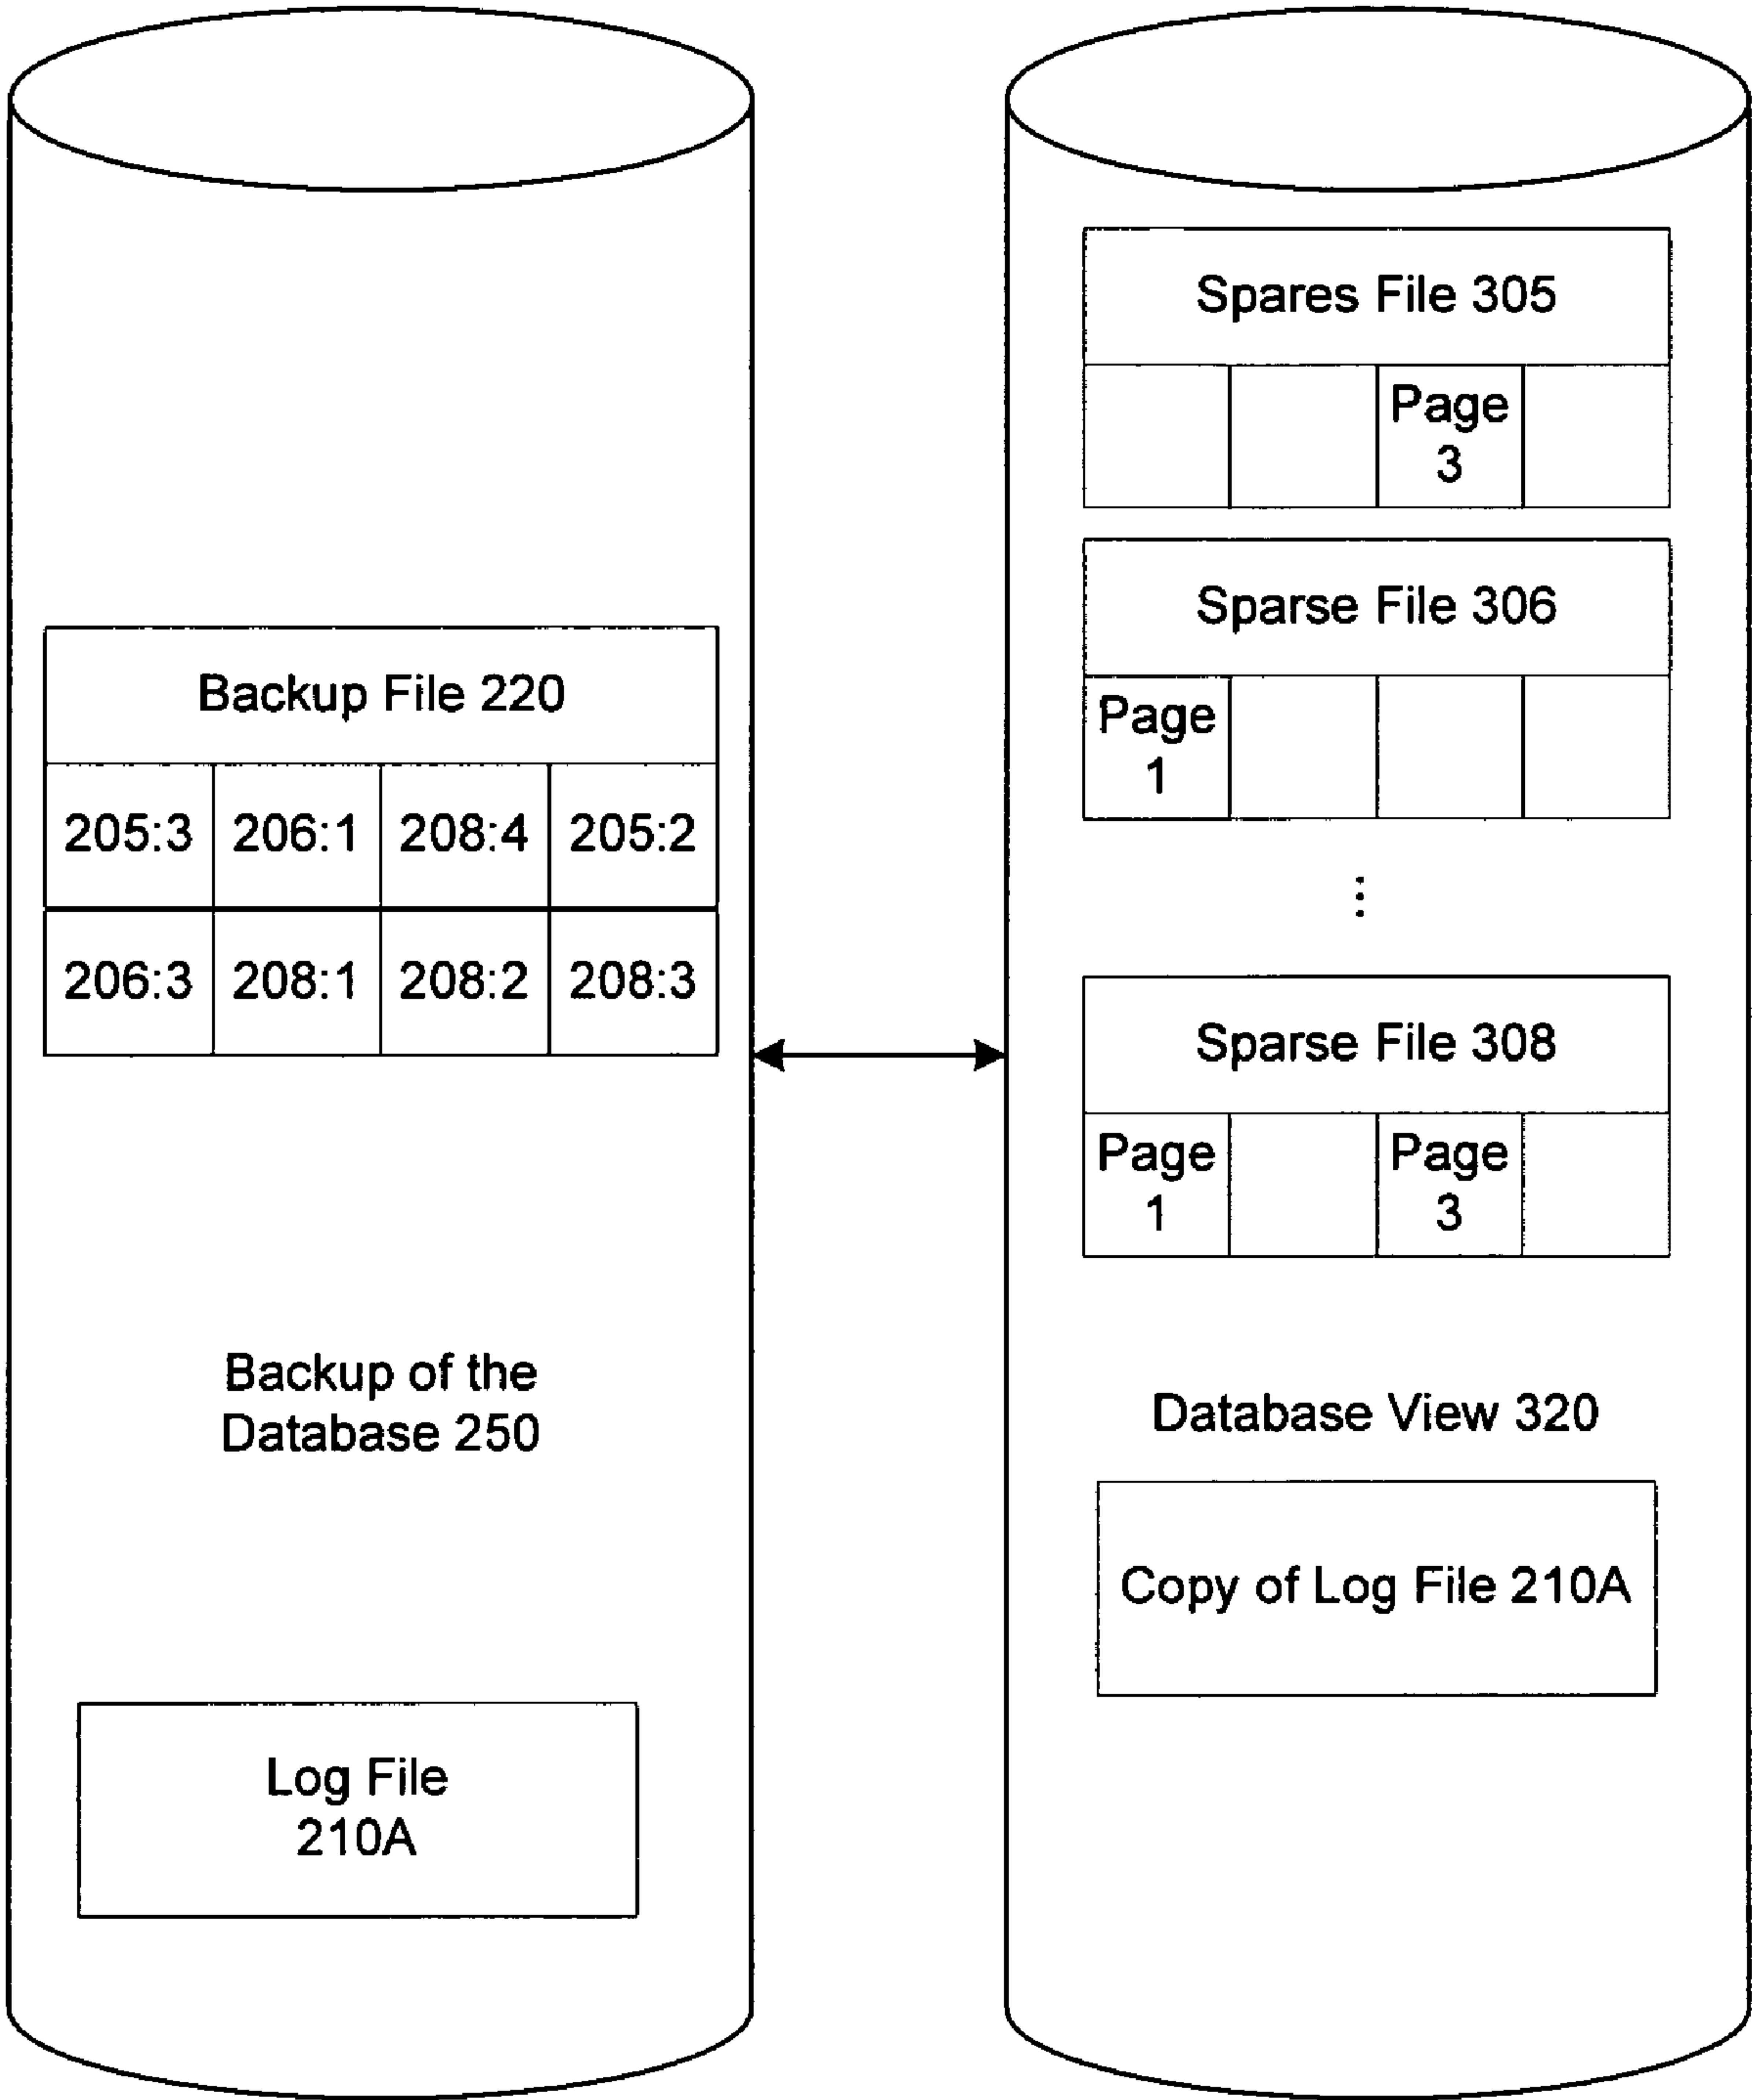 Backup File 220
205:3 206:1 208:4 205:2
206:3 208:1 208:2 208:3
Backup of the
Database 250
Log File
210A
Spares File 305
Page
3
Sparse File 306
Page
1
⋮
Sparse File 308
Page Page
1 3
Database View 320
Copy of Log File 210A